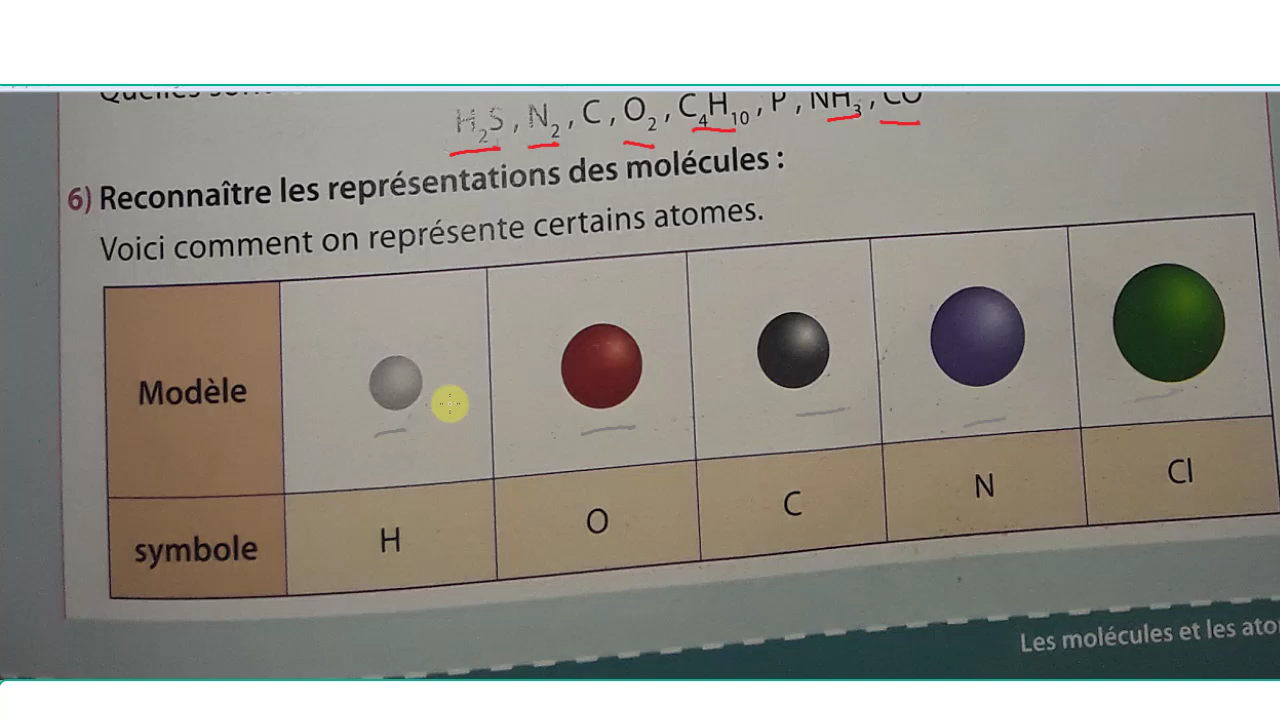 H₂S, N₂, C, O₂, C₄H₁₀, P, NH₃, CO
6) Reconnaître les représentations des molécules :
Voici comment on représente certains atomes.
Modèle
symbole H O C N Cl
Les molécules et les